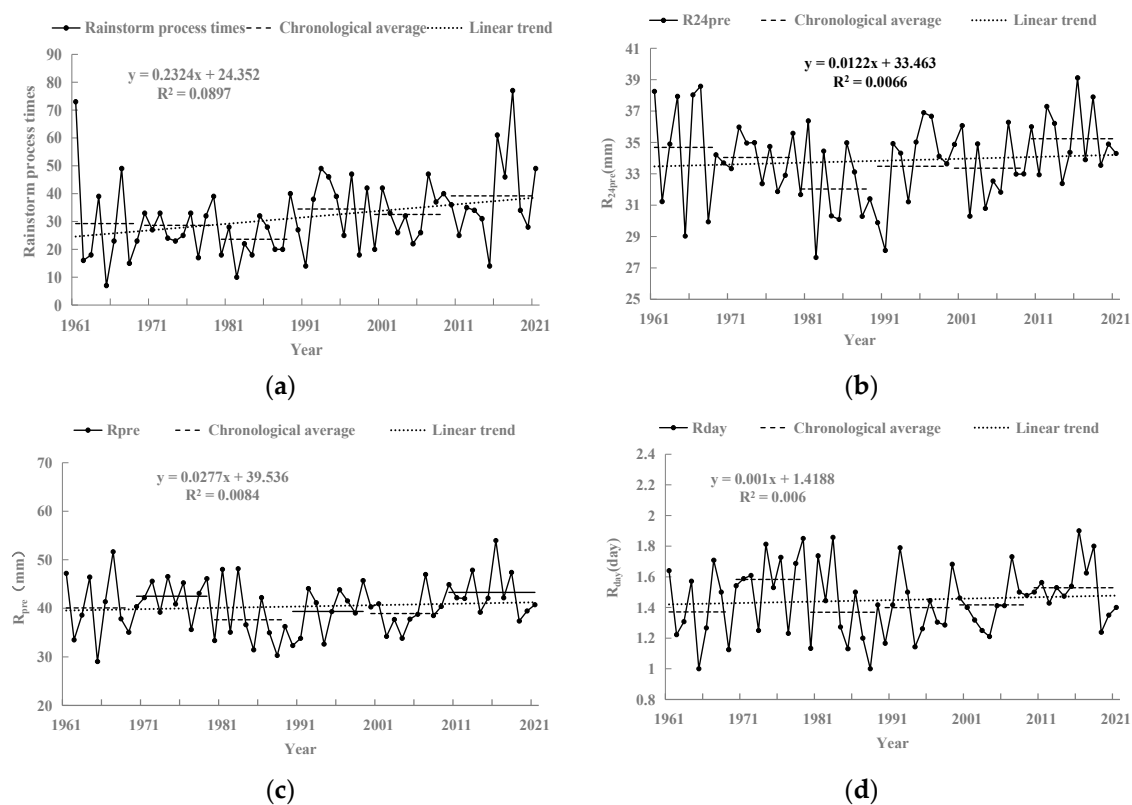 Rainstorm process times Chronological average Linear trend
y = 0.2324x + 24.352
R² = 0.0897
Rainstorm process times
90
80
70
60
50
40
30
20
10
0
1961 1971 1981 1991 2001 2011 2021
Year
(a)
R24pre Chronological average Linear trend
y = 0.0122x + 33.463
R² = 0.0066
R24pre(mm)
41
39
37
35
33
31
29
27
25
1961 1971 1981 1991 2001 2011 2021
Year
(b)
Rpre Chronological average Linear trend
y = 0.0277x + 39.536
R² = 0.0084
Rpre（mm）
70
60
50
40
30
20
1961 1971 1981 1991 2001 2011 2021
Year
(c)
Rday Chronological average Linear trend
y = 0.001x + 1.4188
R² = 0.006
Rday(day)
2.4
2.2
2
1.8
1.6
1.4
1.2
1
0.8
1961 1971 1981 1991 2001 2011 2021
Year
(d)